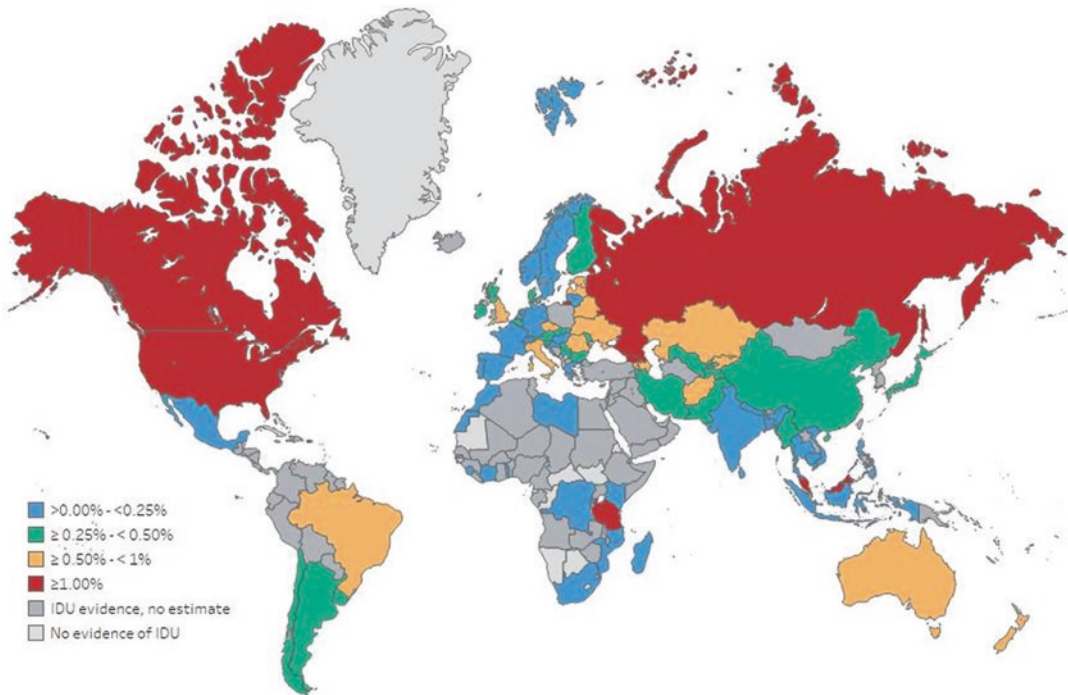 >0.00% - <0.25%
≥ 0.25% - < 0.50%
≥ 0.50% - < 1%
≥1.00%
IDU evidence, no estimate
No evidence of IDU